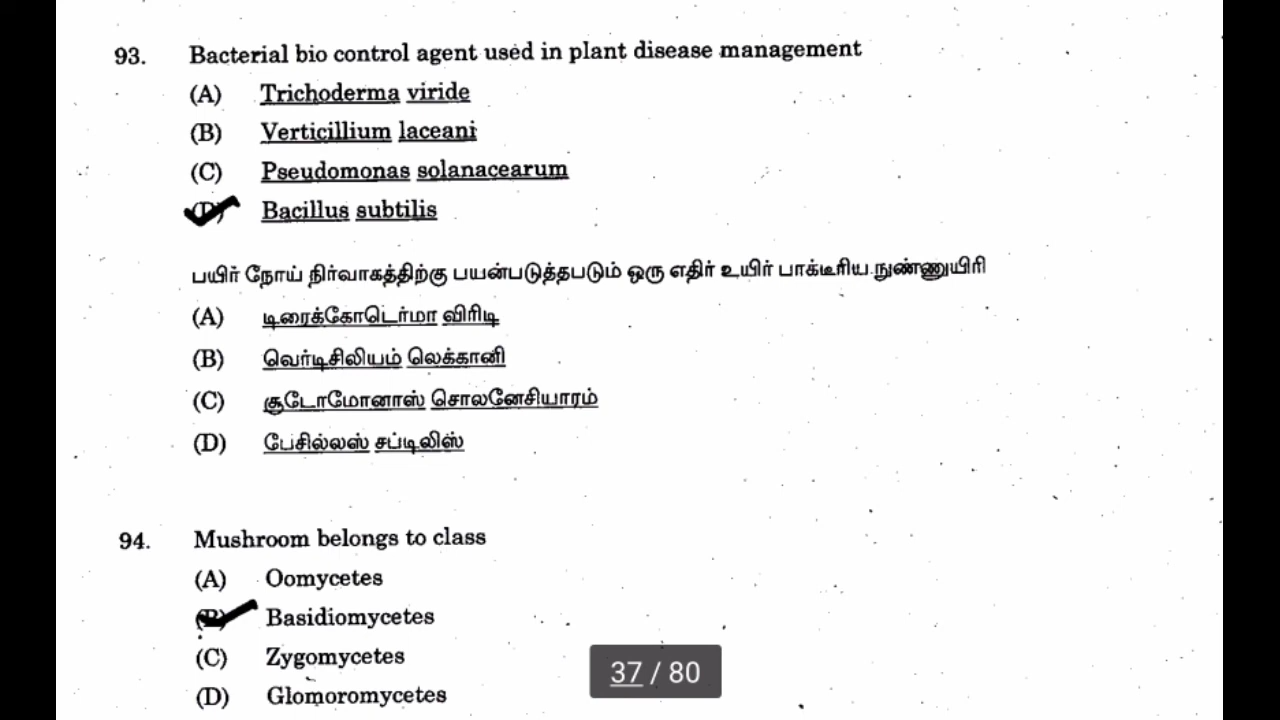 93. Bacterial bio control agent used in plant disease management
(A) Trichoderma viride
(B) Verticillium laceani
(C) Pseudomonas solanacearum
(D) Bacillus subtilis
பயிர் நோய் நிர்வாகத்திற்கு பயன்படுத்தபடும் ஒரு எதிர் உயிர் பாக்டீரிய நுண்ணுயிரி
(A) டிரைக்கோடெர்மா விரிடி
(B) வெர்டிசிலியம் லெக்கானி
(C) சூடோமோனாஸ் சொலனேசியாரம்
(D) பேசில்லஸ் சப்டிலிஸ்
94. Mushroom belongs to class
(A) Oomycetes
(B) Basidiomycetes
(C) Zygomycetes
(D) Glomoromycetes
37 / 80